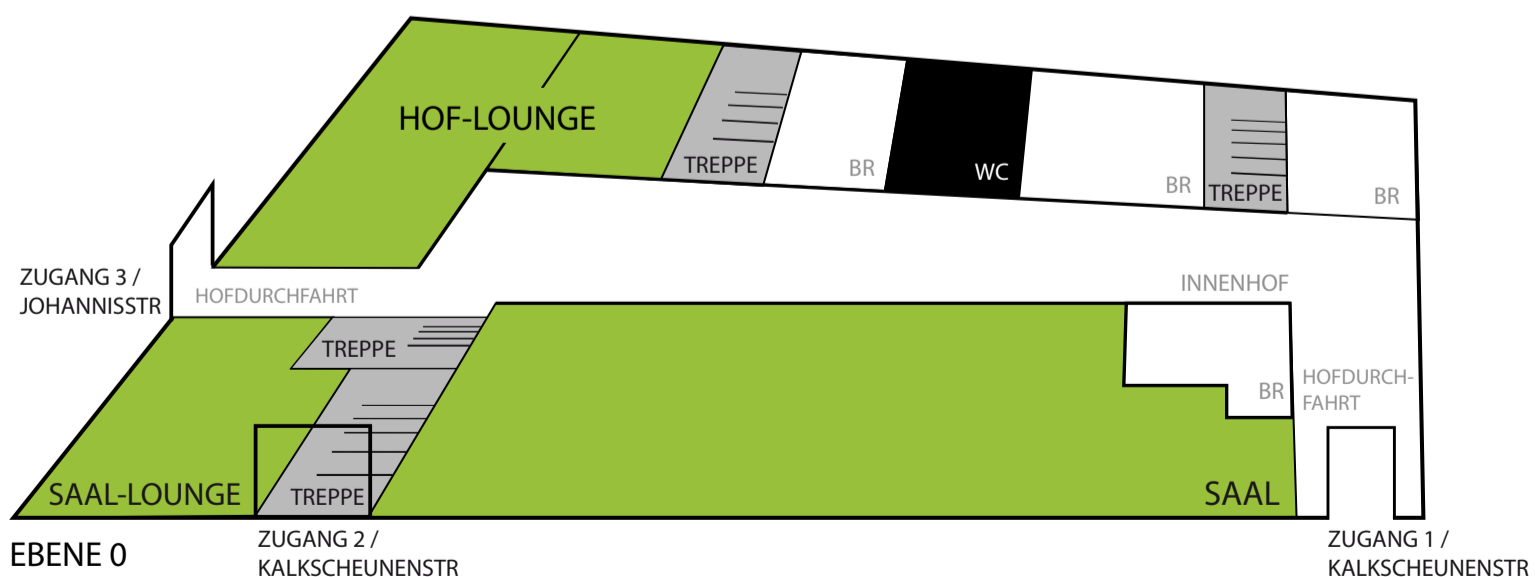 HOF-LOUNGE
TREPPE
BR
WC
BR
TREPPE
BR
ZUGANG 3 /
JOHANNISSTR
HOFDURCHFAHRT
INNENHOF
TREPPE
BR
HOFDURCH-
FAHRT
SAAL-LOUNGE
TREPPE
SAAL
EBENE 0
ZUGANG 2 /
KALKSCHEUNENSTR
ZUGANG 1 /
KALKSCHEUNENSTR